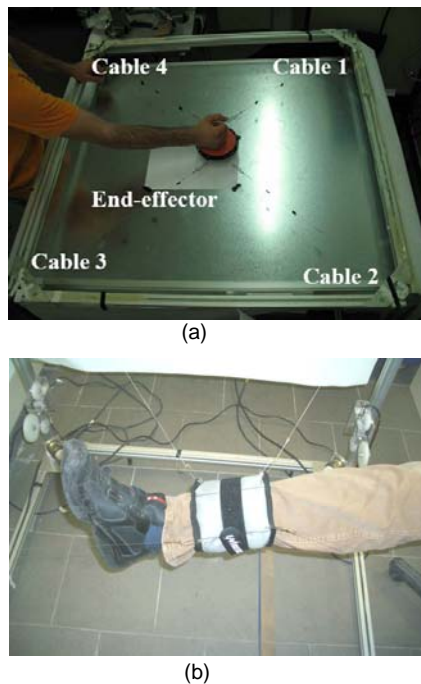 Cable 4
Cable 1
End-effector
Cable 3
Cable 2
(a)
(b)